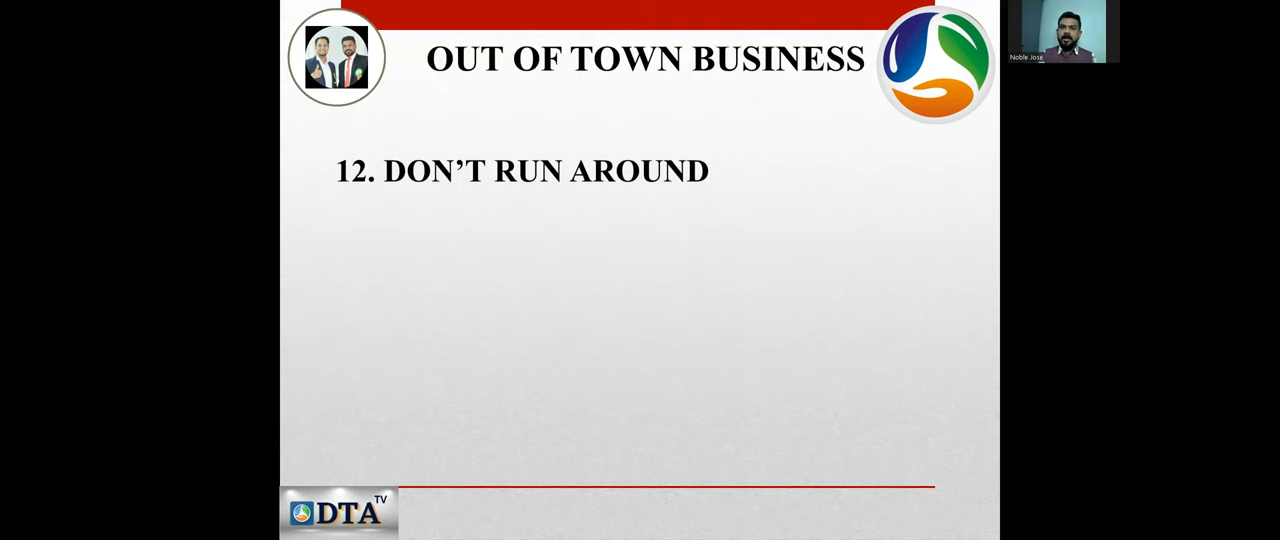 OUT OF TOWN BUSINESS
Noble Jose
12. DON’T RUN AROUND
DTA TV